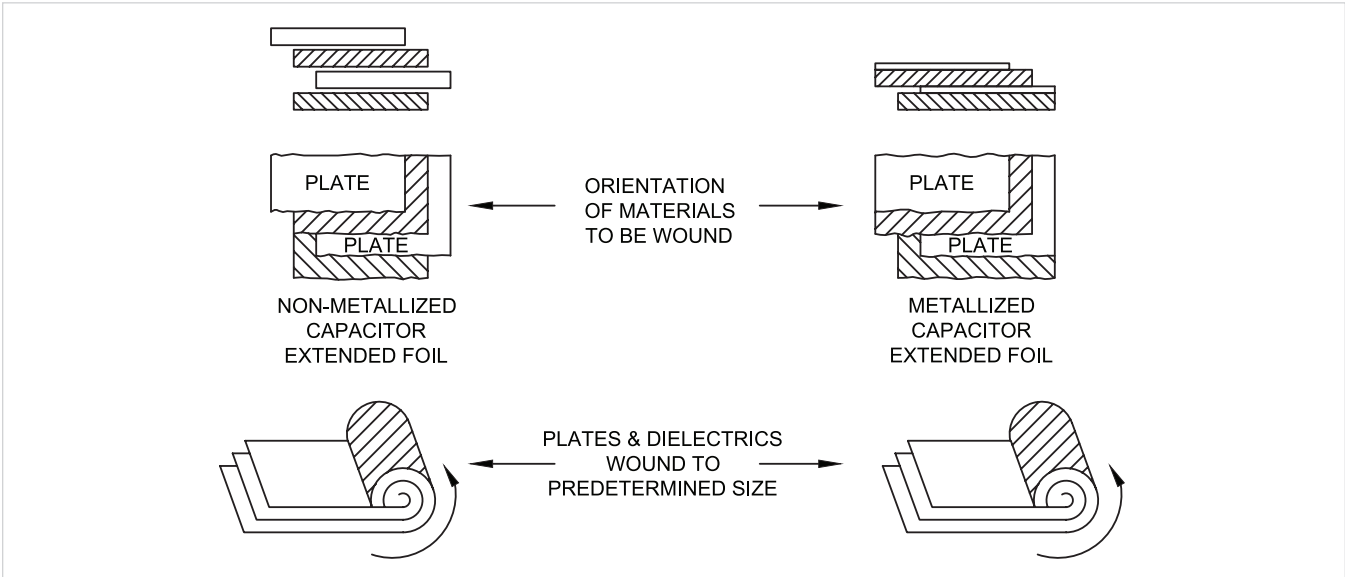 PLATE
PLATE
NON-METALLIZED
CAPACITOR
EXTENDED FOIL
ORIENTATION
OF MATERIALS
TO BE WOUND
PLATE
PLATE
METALLIZED
CAPACITOR
EXTENDED FOIL
PLATES & DIELECTRICS
WOUND TO
PREDETERMINED SIZE